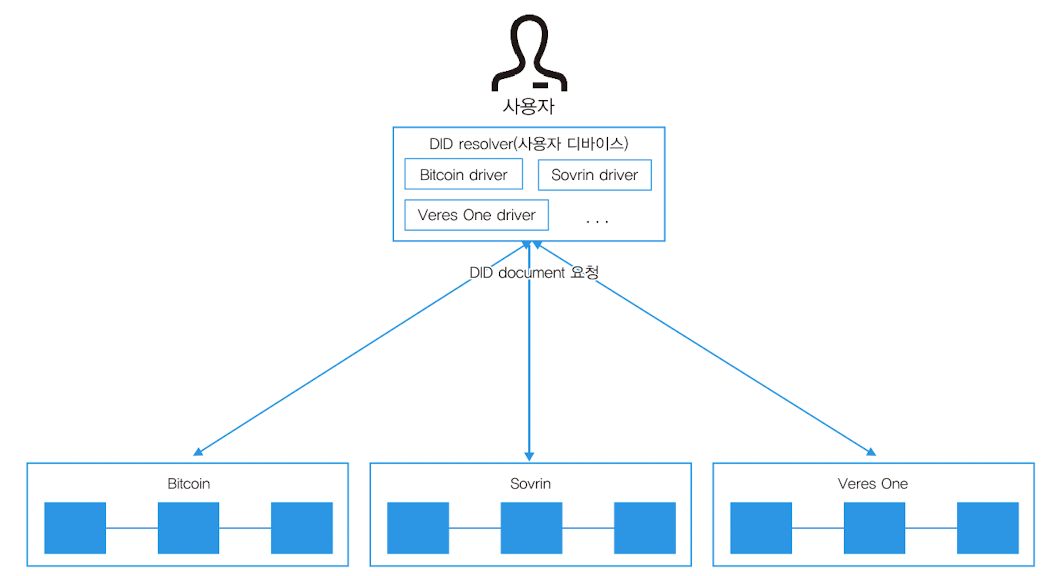 사용자
DID resolver(사용자 디바이스)
Bitcoin driver
Sovrin driver
Veres One driver
. . .
DID document 요청
Bitcoin
Sovrin
Veres One